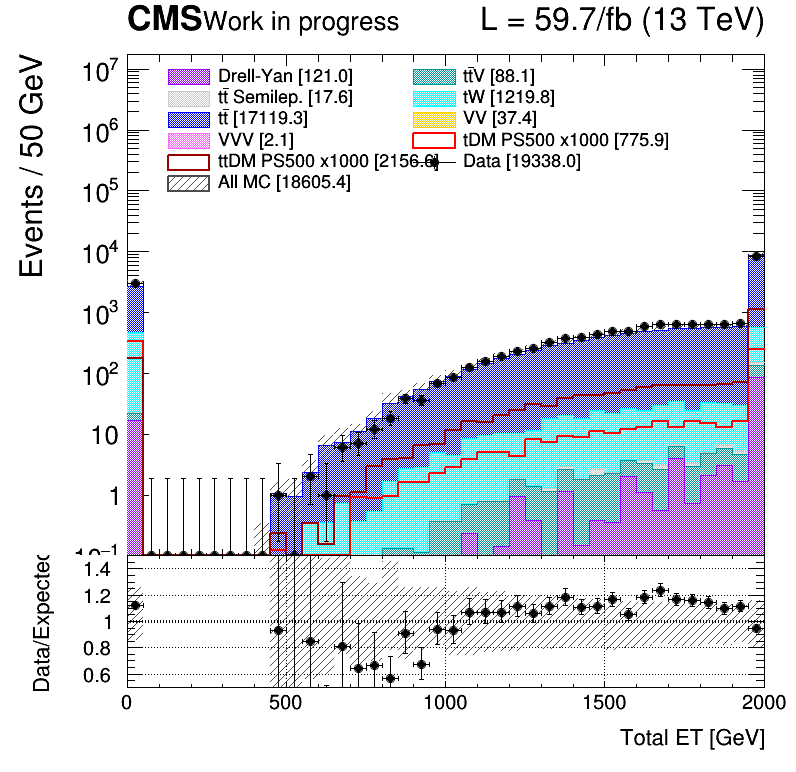 CMS Work in progress L = 59.7/fb (13 TeV)
Events / 50 GeV
10⁷
10⁶
10⁵
10⁴
10³
10²
10
1
10⁻¹
Drell-Yan [121.0] tt̄V [88.1]
tt̄ Semilep. [17.6] tW [1219.8]
tt̄ [17119.3] VV [37.4]
VVV [2.1] tDM PS500 x1000 [775.9]
ttDM PS500 x1000 [2156.6] Data [19338.0]
All MC [18605.4]
Data/Expected
1.4
1.2
1
0.8
0.6
0 500 1000 1500 2000
Total ET [GeV]